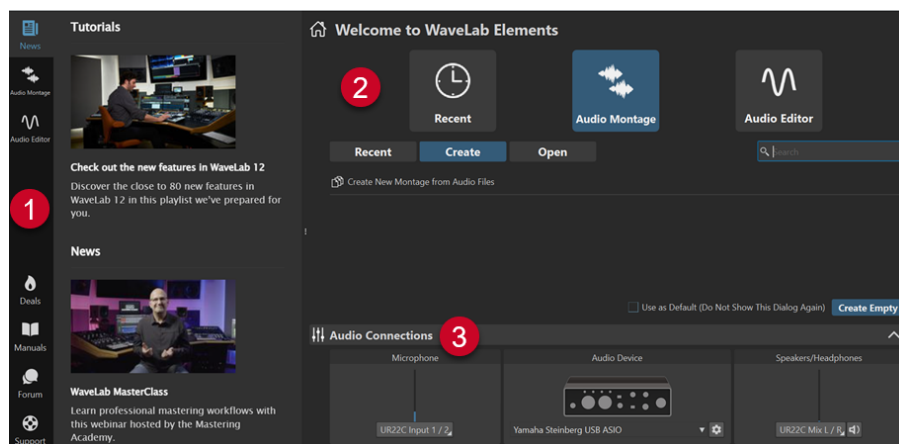 News
Audio Montage
Audio Editor
1
Deals
Manuals
Forum
Support
Tutorials
Check out the new features in WaveLab 12
Discover the close to 80 new features in
WaveLab 12 in this playlist we've prepared for
you.
News
WaveLab MasterClass
Learn professional mastering workflows with
this webinar hosted by the Mastering
Academy.
Welcome to WaveLab Elements
2
Recent
Audio Montage
Audio Editor
Recent
Create
Open
Search
Create New Montage from Audio Files
Use as Default (Do Not Show This Dialog Again)
Create Empty
Audio Connections
3
Microphone
Audio Device
Speakers/Headphones
UR22C Input 1 / 2
Yamaha Steinberg USB ASIO
UR22C Mix L / R